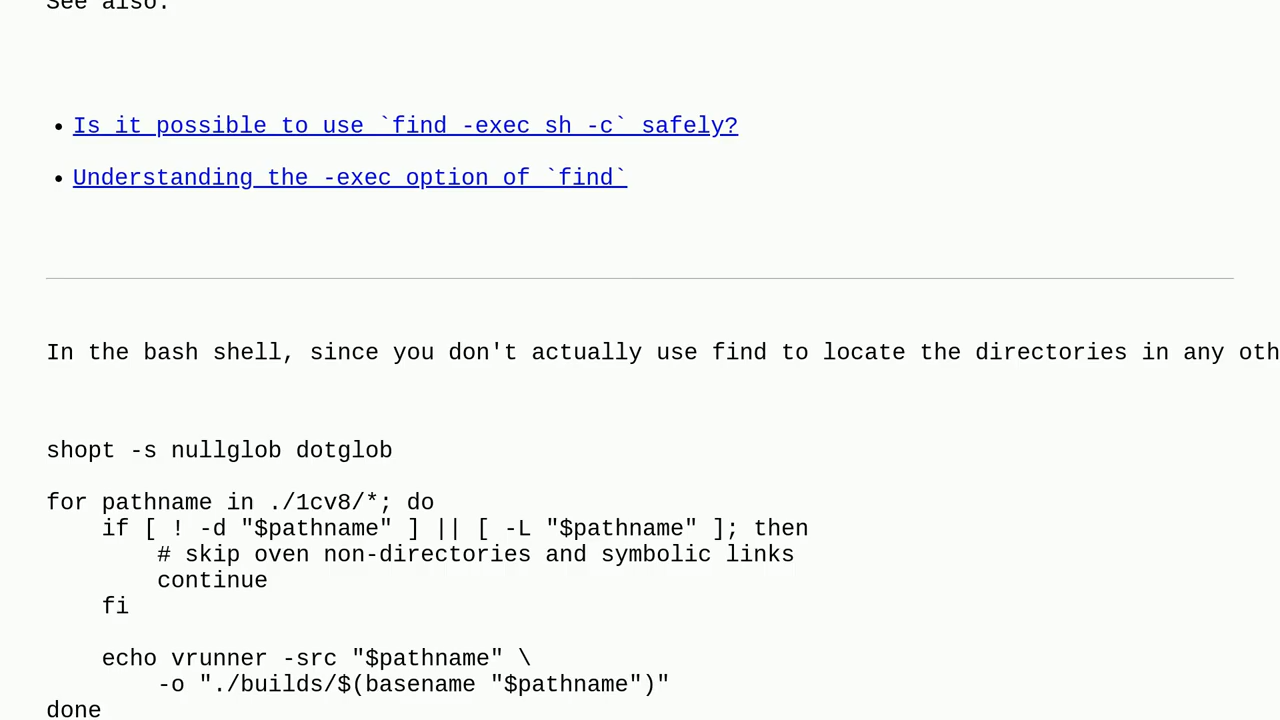 See also:
• Is it possible to use `find -exec sh -c` safely?
• Understanding the -exec option of `find`
In the bash shell, since you don't actually use find to locate the directories in any oth
shopt -s nullglob dotglob
for pathname in ./1cv8/*; do
    if [ ! -d "$pathname" ] || [ -L "$pathname" ]; then
        # skip oven non-directories and symbolic links
        continue
    fi
    echo vrunner -src "$pathname" \
        -o "./builds/$(basename "$pathname")"
done